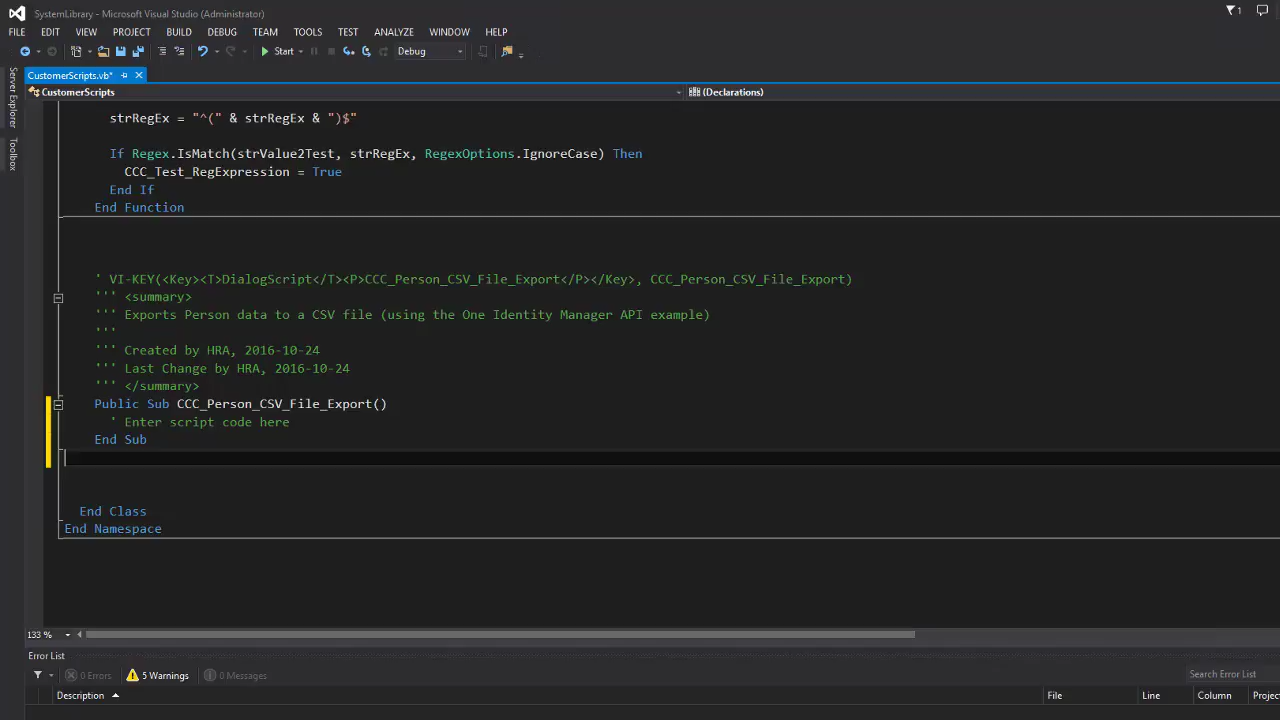 SystemLibrary - Microsoft Visual Studio (Administrator)
1
FILE EDIT VIEW PROJECT BUILD DEBUG TEAM TOOLS TEST ANALYZE WINDOW HELP
Start Debug
Server Explorer
Toolbox
CustomerScripts.vb*
CustomerScripts (Declarations)
strRegEx = "^(" & strRegEx & ")$"
If Regex.IsMatch(strValue2Test, strRegEx, RegexOptions.IgnoreCase) Then
CCC_Test_RegExpression = True
End If
End Function
' VI-KEY(<Key><T>DialogScript</T><P>CCC_Person_CSV_File_Export</P></Key>, CCC_Person_CSV_File_Export)
''' <summary>
''' Exports Person data to a CSV file (using the One Identity Manager API example)
'''
''' Created by HRA, 2016-10-24
''' Last Change by HRA, 2016-10-24
''' </summary>
Public Sub CCC_Person_CSV_File_Export()
' Enter script code here
End Sub
End Class
End Namespace
133 %
Error List
0 Errors 5 Warnings 0 Messages Search Error List
Description File Line Column Projec